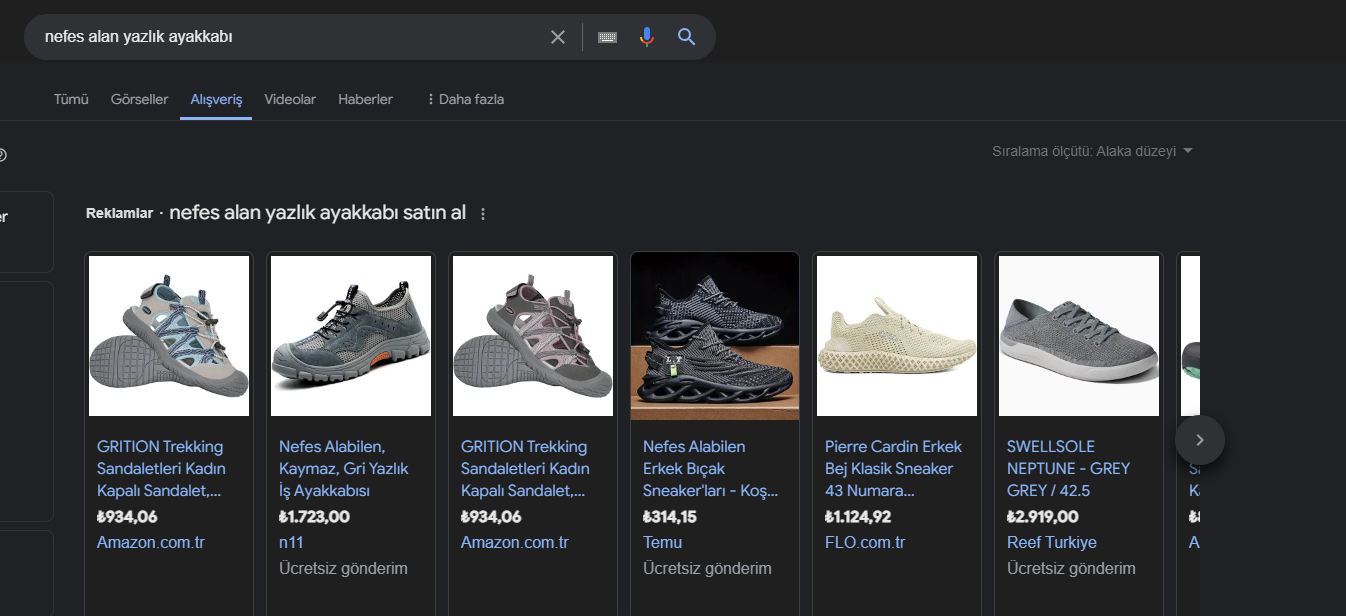 nefes alan yazlık ayakkabı
Tümü
Görseller
Alışveriş
Videolar
Haberler
Daha fazla
Sıralama ölçütü: Alaka düzeyi
er
Reklamlar · nefes alan yazlık ayakkabı satın al
GRITION Trekking
Sandaletleri Kadın
Kapalı Sandalet,...
₺934,06
Amazon.com.tr
Nefes Alabilen,
Kaymaz, Gri Yazlık
İş Ayakkabısı
₺1.723,00
n11
Ücretsiz gönderim
GRITION Trekking
Sandaletleri Kadın
Kapalı Sandalet,...
₺934,06
Amazon.com.tr
L.Y
Nefes Alabilen
Erkek Bıçak
Sneaker'ları - Koş...
₺314,15
Temu
Ücretsiz gönderim
Pierre Cardin Erkek
Bej Klasik Sneaker
43 Numara...
₺1.124,92
FLO.com.tr
SWELLSOLE
NEPTUNE - GREY
GREY / 42.5
₺2.919,00
Reef Turkiye
Ücretsiz gönderim